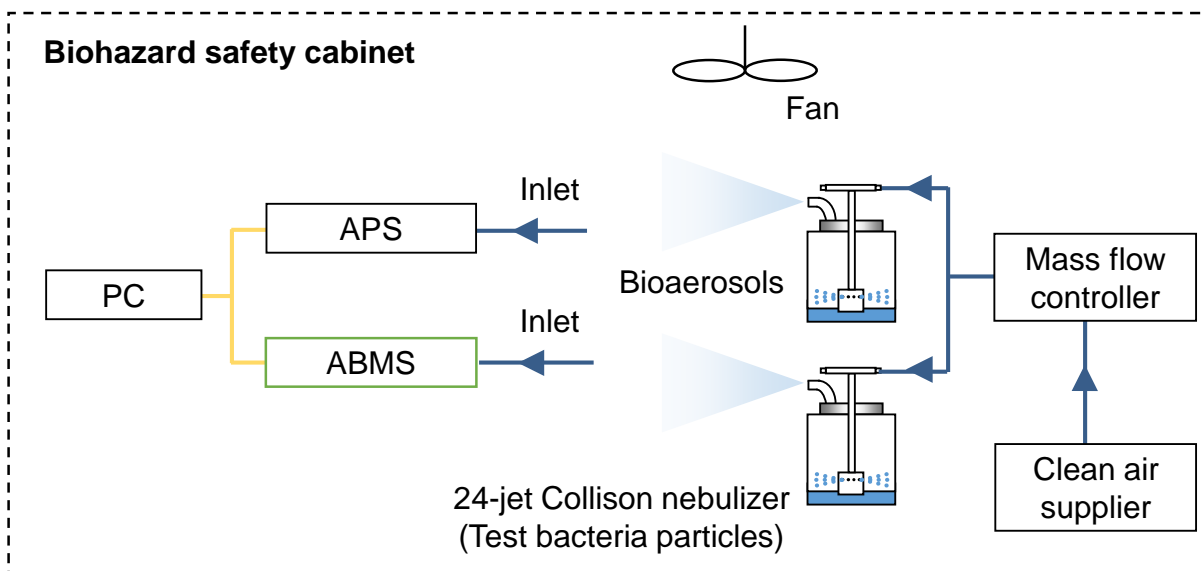 Biohazard safety cabinet
Fan
Inlet
APS
Bioaerosols
Mass flow
controller
PC
Inlet
ABMS
24-jet Collison nebulizer
(Test bacteria particles)
Clean air
supplier